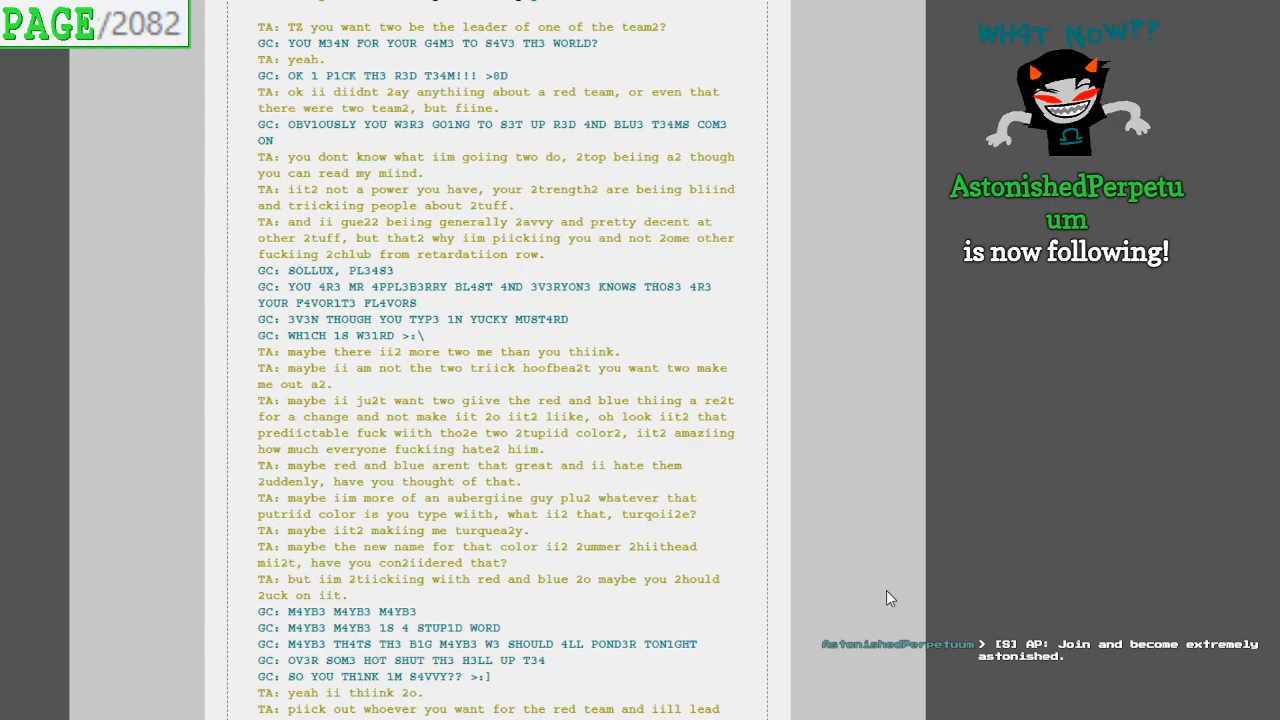 PAGE/2082
TA: TZ you want two be the leader of one of the team2?
GC: YOU M34N FOR YOUR G4M3 TO S4V3 TH3 WORLD?
TA: yeah.
GC: OK 1 P1CK TH3 R3D T34M!!! >8D
TA: ok ii diidnt 2ay anythiing about a red team, or even that
there were two team2, but fiine.
GC: OBV1OUSLY YOU W3R3 GO1NG TO S3T UP R3D 4ND BLU3 T34MS COM3
ON
TA: you dont know what iim goiing two do, 2top beiing a2 though
you can read my miind.
TA: iit2 not a power you have, your 2trength2 are beiing bliind
and triickiing people about 2tuff.
TA: and ii gue22 beiing generally 2avvy and pretty decent at
other 2tuff, but that2 why iim piickiing you and not 2ome other
fuckiing 2chlub from retardatiion row.
GC: SOLLUX, PL34S3
GC: YOU 4R3 MR 4PPL3B3RRY BL4ST 4ND 3V3RYON3 KNOWS THOS3 4R3
YOUR F4VOR1T3 FL4VORS
GC: 3V3N THOUGH YOU TYP3 1N YUCKY MUST4RD
GC: WH1CH 1S W31RD >:\
TA: maybe there ii2 more two me than you thiink.
TA: maybe ii am not the two triick hoofbea2t you want two make
me out a2.
TA: maybe ii ju2t want two giive the red and blue thiing a re2t
for a change and not make iit 2o iit2 liike, oh look iit2 that
prediictable fuck wiith tho2e two 2tupiid color2, iit2 amaziing
how much everyone fuckiing hate2 hiim.
TA: maybe red and blue arent that great and ii hate them
2uddenly, have you thought of that.
TA: maybe iim more of an aubergiine guy plu2 whatever that
putriid color is you type wiith, what ii2 that, turqoii2e?
TA: maybe iit2 makiing me turquea2y.
TA: maybe the new name for that color ii2 2ummer 2hiithead
mii2t, have you con2iidered that?
TA: but iim 2tiickiing wiith red and blue 2o maybe you 2hould
2uck on iit.
GC: M4YB3 M4YB3 M4YB3
GC: M4YB3 M4YB3 1S 4 STUP1D WORD
GC: M4YB3 TH4TS TH3 B1G M4YB3 W3 SHOULD 4LL POND3R TON1GHT
GC: OV3R SOM3 HOT SHUT TH3 H3LL UP T34
GC: SO YOU TH1NK 1M S4VVY?? >:]
TA: yeah ii thiink 2o.
TA: piick out whoever you want for the red team and iill lead
WH4T NOW??
AstonishedPerpetu
um
is now following!
AstonishedPerpetuum > [S] AP: Join and become extremely
astonished.